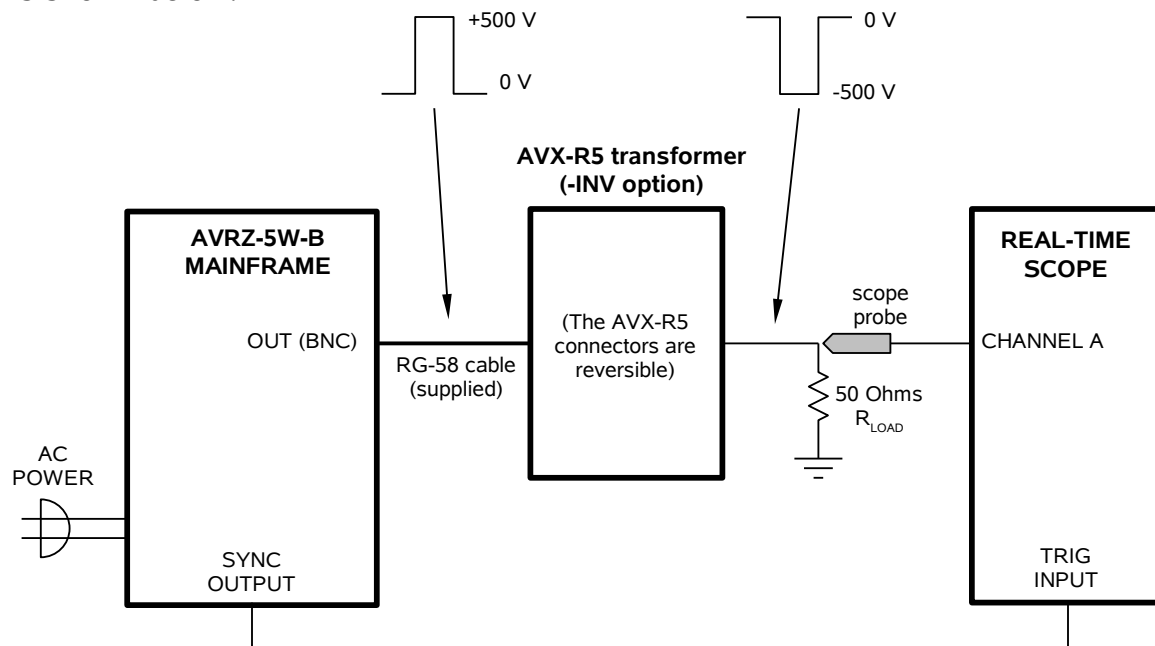 +500 V
0 V
0 V
-500 V
AVX-R5 transformer
(-INV option)
AVRZ-5W-B
MAINFRAME
REAL-TIME
SCOPE
scope
probe
OUT (BNC)
(The AVX-R5
connectors are
reversible)
CHANNEL A
RG-58 cable
(supplied)
50 Ohms
R LOAD
AC
POWER
SYNC
OUTPUT
TRIG
INPUT